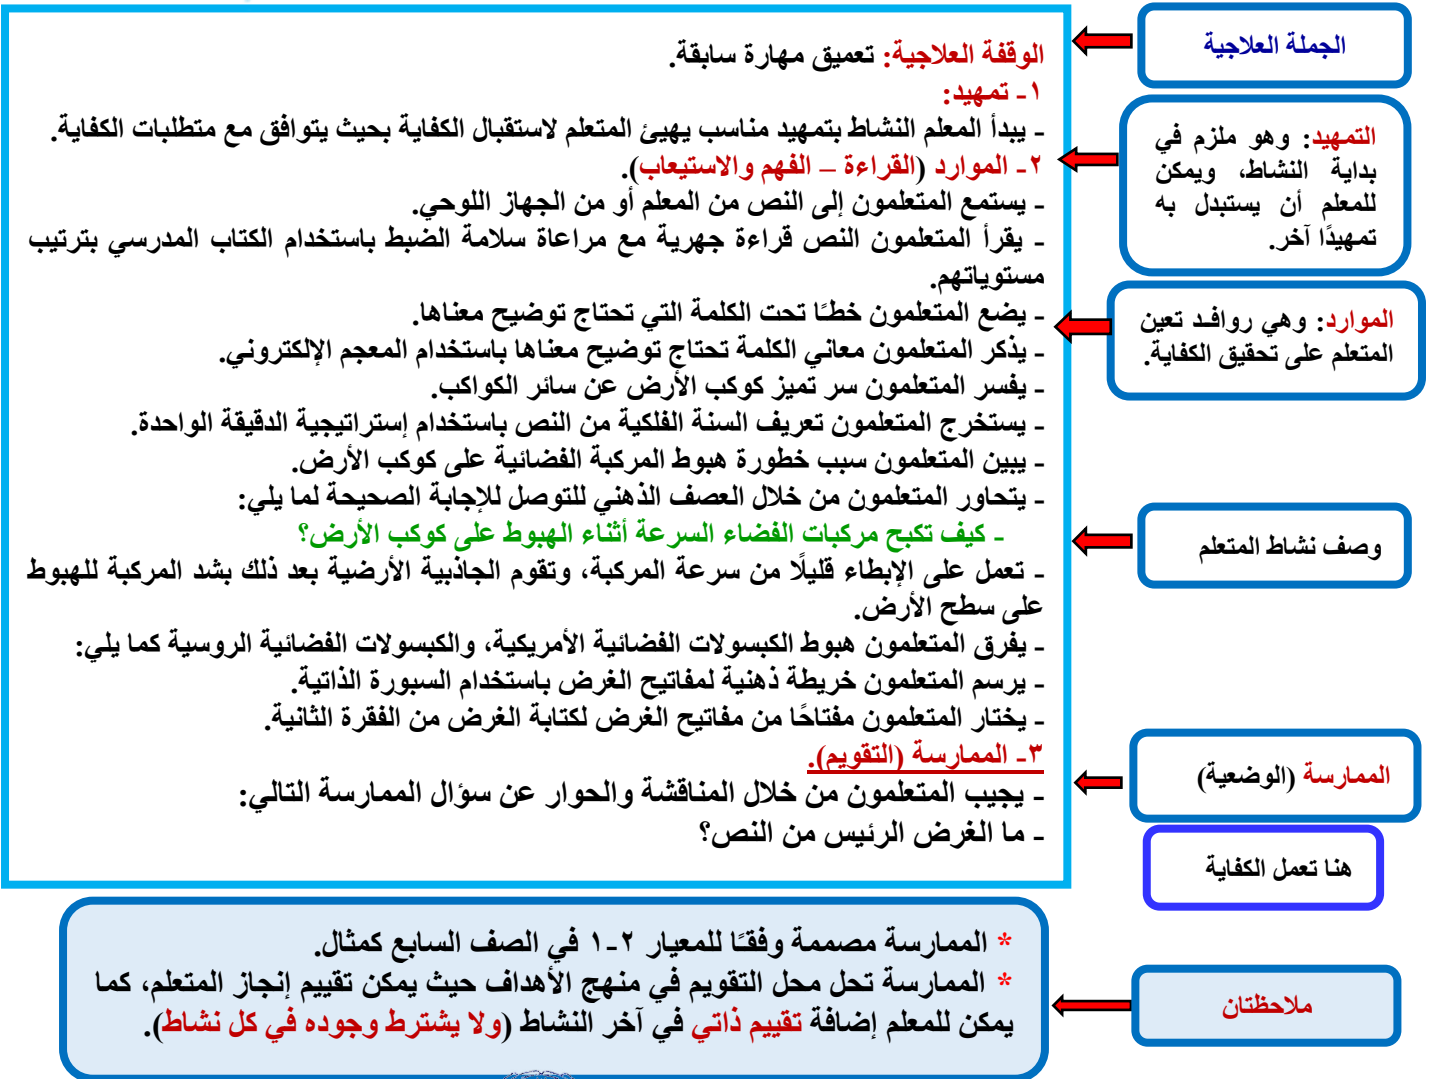 الجملة العلاجية
الوقفة العلاجية: تعميق مهارة سابقة.
١- تمهيد:
- يبدأ المعلم النشاط بتمهيد مناسب يهيئ المتعلم لاستقبال الكفاية بحيث يتوافق مع متطلبات الكفاية.
التمهيد: وهو ملزم في
بداية النشاط، ويمكن
للمعلم أن يستبدل به
تمهيدًا آخر.
٢- الموارد (القراءة – الفهم والاستيعاب).
- يستمع المتعلمون إلى النص من المعلم أو من الجهاز اللوحي.
- يقرأ المتعلمون النص قراءة جهرية مع مراعاة سلامة الضبط باستخدام الكتاب المدرسي بترتيب
مستوياتهم.
- يضع المتعلمون خطًا تحت الكلمة التي تحتاج توضيح معناها.
- يذكر المتعلمون معاني الكلمة تحتاج توضيح معناها باستخدام المعجم الإلكتروني.
الموارد: وهي روافد تعين
المتعلم على تحقيق الكفاية.
- يفسر المتعلمون سر تميز كوكب الأرض عن سائر الكواكب.
- يستخرج المتعلمون تعريف السنة الفلكية من النص باستخدام إستراتيجية الدقيقة الواحدة.
- يبين المتعلمون سبب خطورة هبوط المركبة الفضائية على كوكب الأرض.
- يتحاور المتعلمون من خلال العصف الذهني للتوصل للإجابة الصحيحة لما يلي:
- كيف تكبح مركبات الفضاء السرعة أثناء الهبوط على كوكب الأرض؟
وصف نشاط المتعلم
- تعمل على الإبطاء قليلًا من سرعة المركبة، وتقوم الجاذبية الأرضية بعد ذلك بشد المركبة للهبوط
على سطح الأرض.
- يفرق المتعلمون هبوط الكبسولات الفضائية الأمريكية، والكبسولات الفضائية الروسية كما يلي:
- يرسم المتعلمون خريطة ذهنية لمفاتيح الغرض باستخدام السبورة الذاتية.
- يختار المتعلمون مفتاحًا من مفاتيح الغرض لكتابة الغرض من الفقرة الثانية.
٣- الممارسة (التقويم).
الممارسة (الوضعية)
- يجيب المتعلمون من خلال المناقشة والحوار عن سؤال الممارسة التالي:
- ما الغرض الرئيس من النص؟
هنا تعمل الكفاية
* الممارسة مصممة وفقًا للمعيار ٢-١ في الصف السابع كمثال.
* الممارسة تحل محل التقويم في منهج الأهداف حيث يمكن تقييم إنجاز المتعلم، كما
يمكن للمعلم إضافة تقييم ذاتي في آخر النشاط (ولا يشترط وجوده في كل نشاط).
ملاحظتان